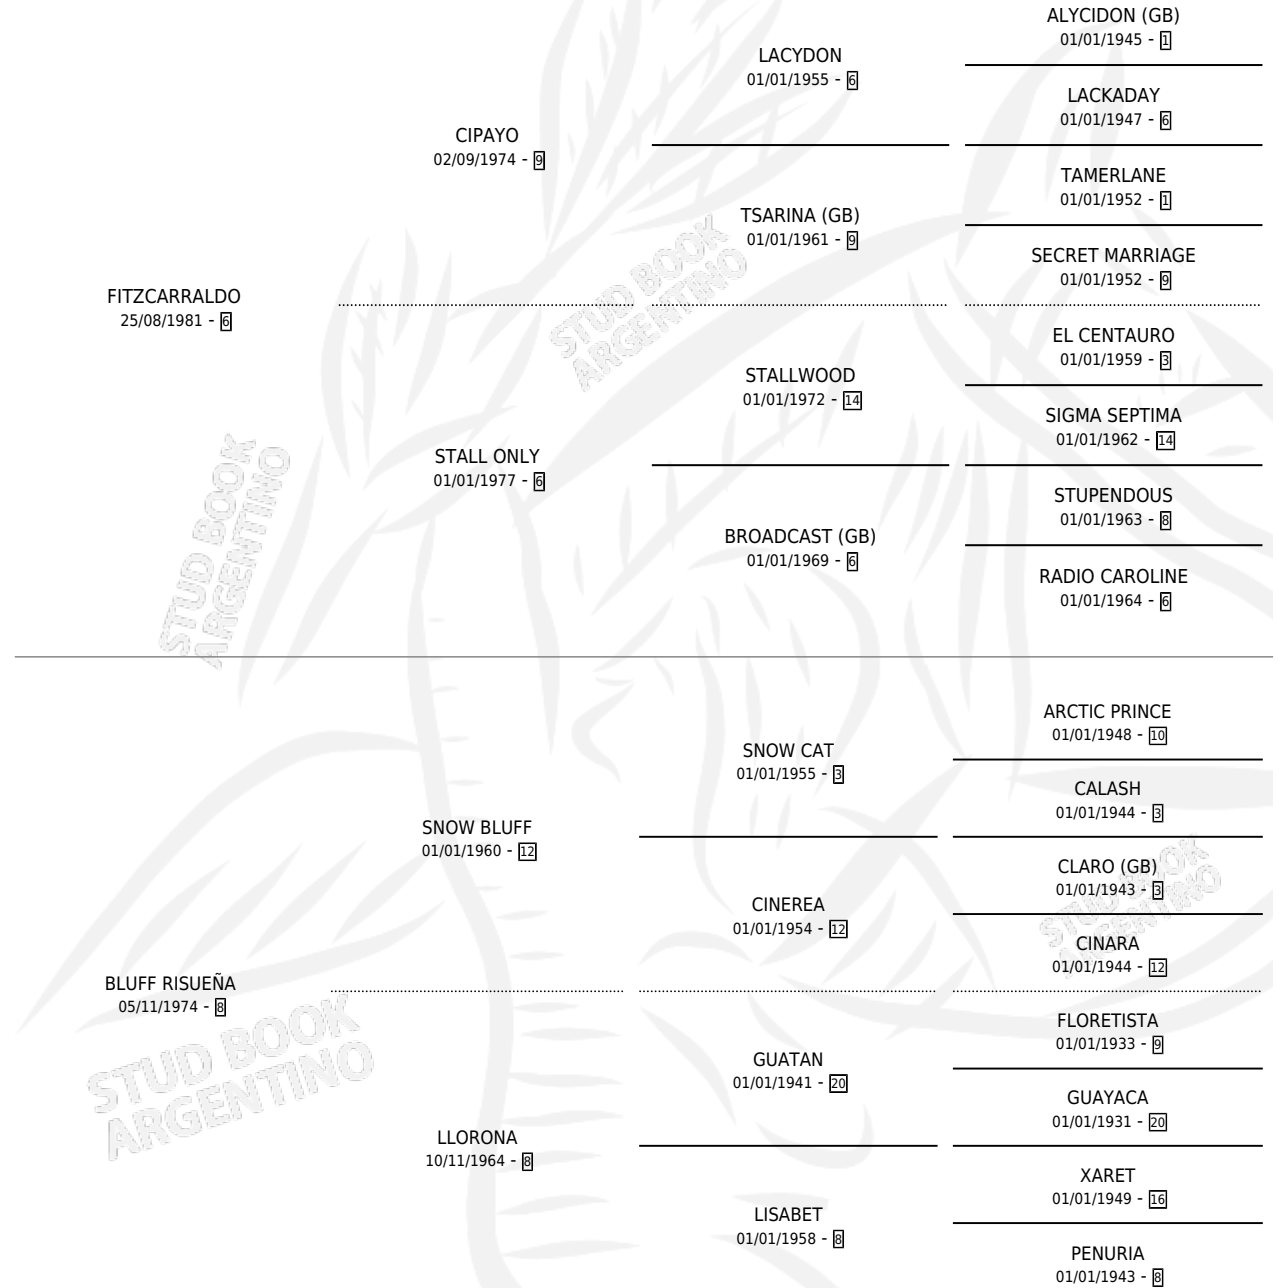 ALYCIDON (GB)
01/01/1945 - 1
LACYDON
01/01/1955 - 6
LACKADAY
01/01/1947 - 6
CIPAYO
02/09/1974 - 9
TAMERLANE
01/01/1952 - 1
TSARINA (GB)
01/01/1961 - 9
SECRET MARRIAGE
01/01/1952 - 9
FITZCARRALDO
25/08/1981 - 6
EL CENTAURO
01/01/1959 - 3
STALLWOOD
01/01/1972 - 14
SIGMA SEPTIMA
01/01/1962 - 14
STALL ONLY
01/01/1977 - 6
STUPENDOUS
01/01/1963 - 8
BROADCAST (GB)
01/01/1969 - 6
RADIO CAROLINE
01/01/1964 - 6
ARCTIC PRINCE
01/01/1948 - 10
SNOW CAT
01/01/1955 - 3
CALASH
01/01/1944 - 3
SNOW BLUFF
01/01/1960 - 12
CLARO (GB)
01/01/1943 - 3
CINEREA
01/01/1954 - 12
CINARA
01/01/1944 - 12
BLUFF RISUEÑA
05/11/1974 - 8
FLORETISTA
01/01/1933 - 9
GUATAN
01/01/1941 - 20
GUAYACA
01/01/1931 - 20
LLORONA
10/11/1964 - 8
XARET
01/01/1949 - 16
LISABET
01/01/1958 - 8
PENURIA
01/01/1943 - 8
STUD BOOK
ARGENTINO
STUD BOOK
ARGENTINO
STUD BOOK
ARGENTINO
STUD BOOK
ARGENTINO